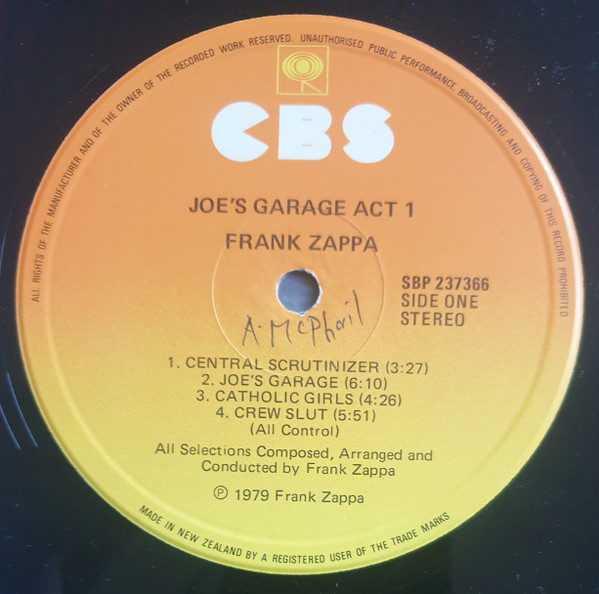 ALL RIGHTS OF THE MANUFACTURER AND OF THE OWNER OF THE RECORDED WORK RESERVED. UNAUTHORISED PUBLIC PERFORMANCE BROADCASTING AND COPYING OF THIS RECORD PROHIBITED
CBS
JOE'S GARAGE ACT 1
FRANK ZAPPA
SBP 237366
SIDE ONE
STEREO
A. McPhail
1. CENTRAL SCRUTINIZER (3:27)
2. JOE'S GARAGE (6:10)
3. CATHOLIC GIRLS (4:26)
4. CREW SLUT (5:51)
(All Control)
All Selections Composed, Arranged and
Conducted by Frank Zappa
℗ 1979 Frank Zappa
MADE IN NEW ZEALAND BY A REGISTERED USER OF THE TRADE MARKS